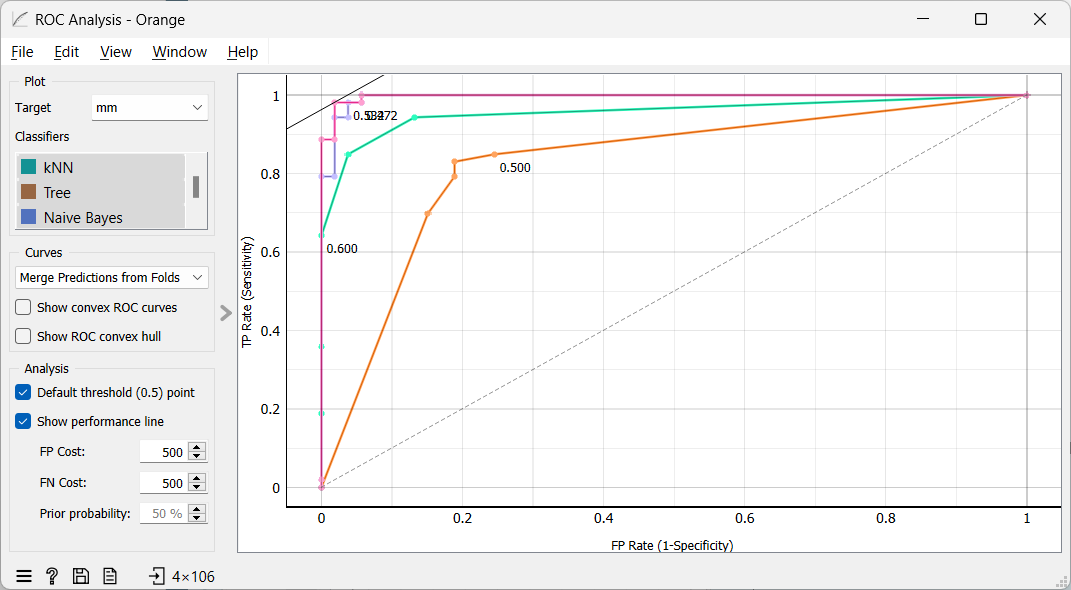 ROC Analysis - Orange
File Edit View Window Help
Plot
Target mm
Classifiers
kNN
Tree
Naive Bayes
Curves
Merge Predictions from Folds
Show convex ROC curves
Show ROC convex hull
Analysis
Default threshold (0.5) point
Show performance line
FP Cost: 500
FN Cost: 500
Prior probability: 50 %
4×106
TP Rate (Sensitivity)
1
0.8
0.6
0.4
0.2
0
0.500
0.600
0 0.2 0.4 0.6 0.8 1
FP Rate (1-Specificity)